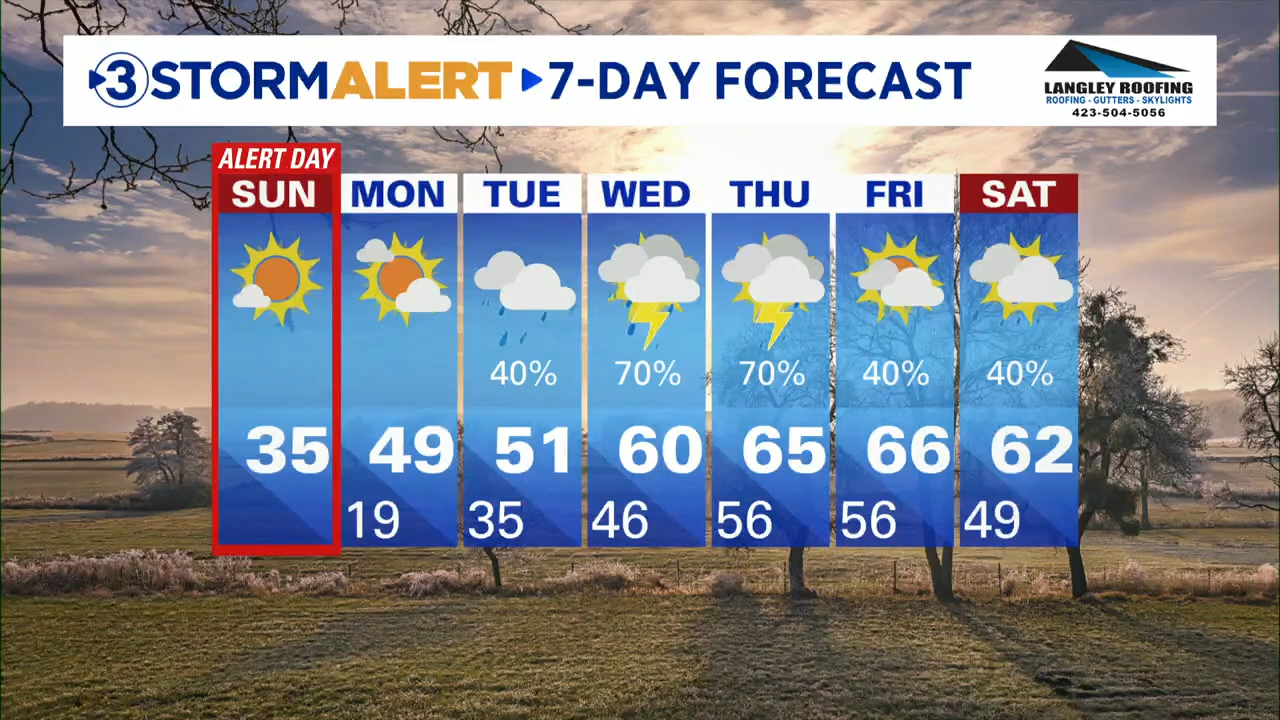 3 STORMALERT 7-DAY FORECAST
LANGLEY ROOFING
ROOFING - GUTTERS - SKYLIGHTS
423-504-5056
ALERT DAY
SUN MON TUE WED THU FRI SAT
40% 70% 70% 40% 40%
35 49 51 60 65 66 62
19 35 46 56 56 49